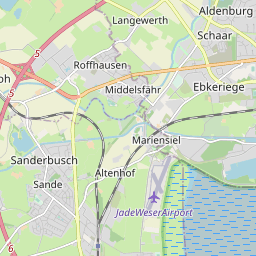 Aldenburg
Langewerth
Schaar
5
Roffhausen
Middelsfähr
Ebkeriege
5
Mariensiel
Sanderbusch
Altenhof
Sande
JadeWeserAirport
6